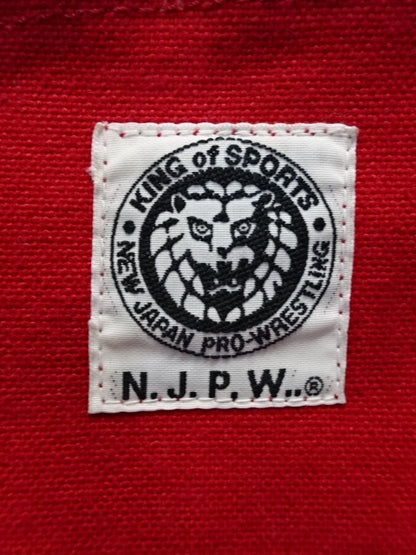 KING of SPORTS
NEW JAPAN PRO-WRESTLING
N. J. P, W.. ®